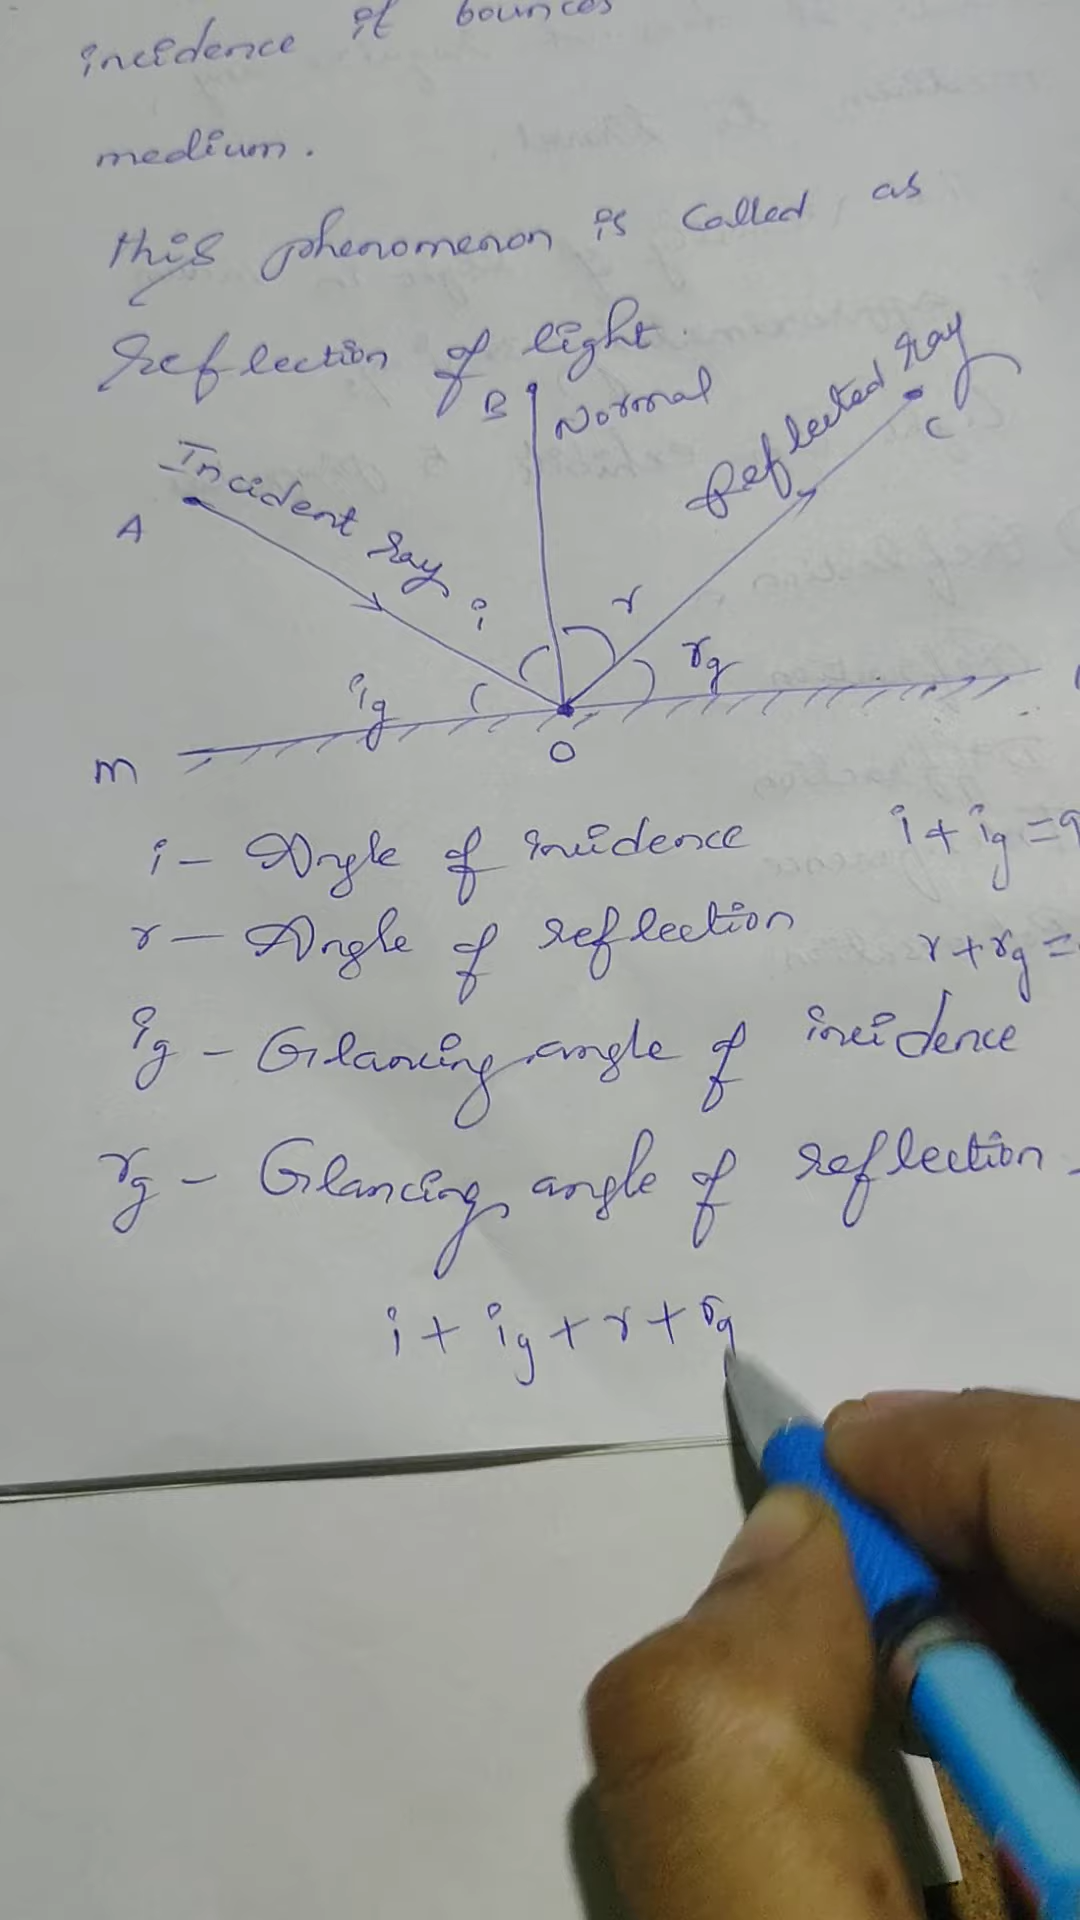 incidence it bounces
medium.
this phenomenon is called as
Reflection of light.
B Normal
Reflected ray
C
Incident ray
A
i
r
ig
rg
M
O
i - Angle of incidence
i + ig = 9
r - Angle of reflection
r + rg =
ig - Glancing angle of incidence
rg - Glancing angle of reflection
i + ig + r + rg